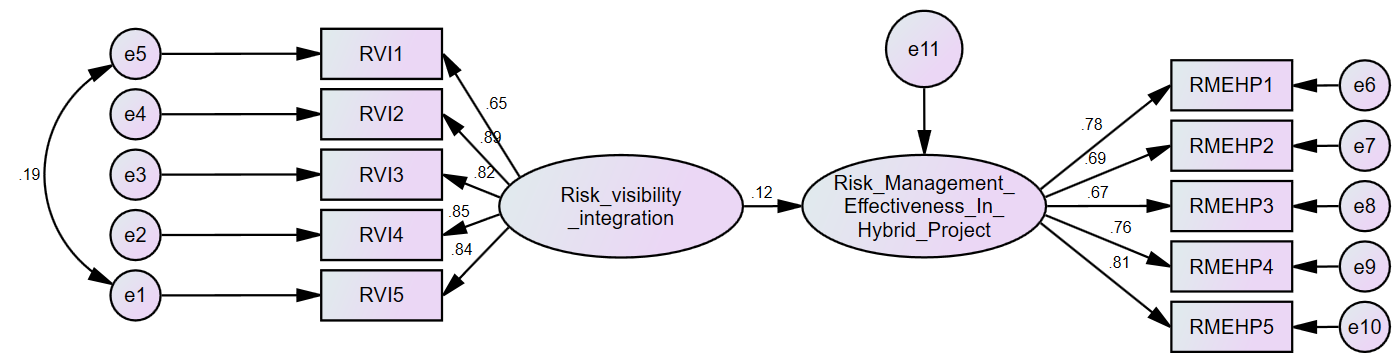 e5
RVI1
.65
e4
RVI2
.89
.19
e3
RVI3
.82
e2
RVI4
.85
e1
RVI5
.84
Risk_visibility
_integration
.12
e11
Risk_Management_
Effectiveness_In_
Hybrid_Project
.78
RMEHP1
e6
.69
RMEHP2
e7
.67
RMEHP3
e8
.76
RMEHP4
e9
.81
RMEHP5
e10